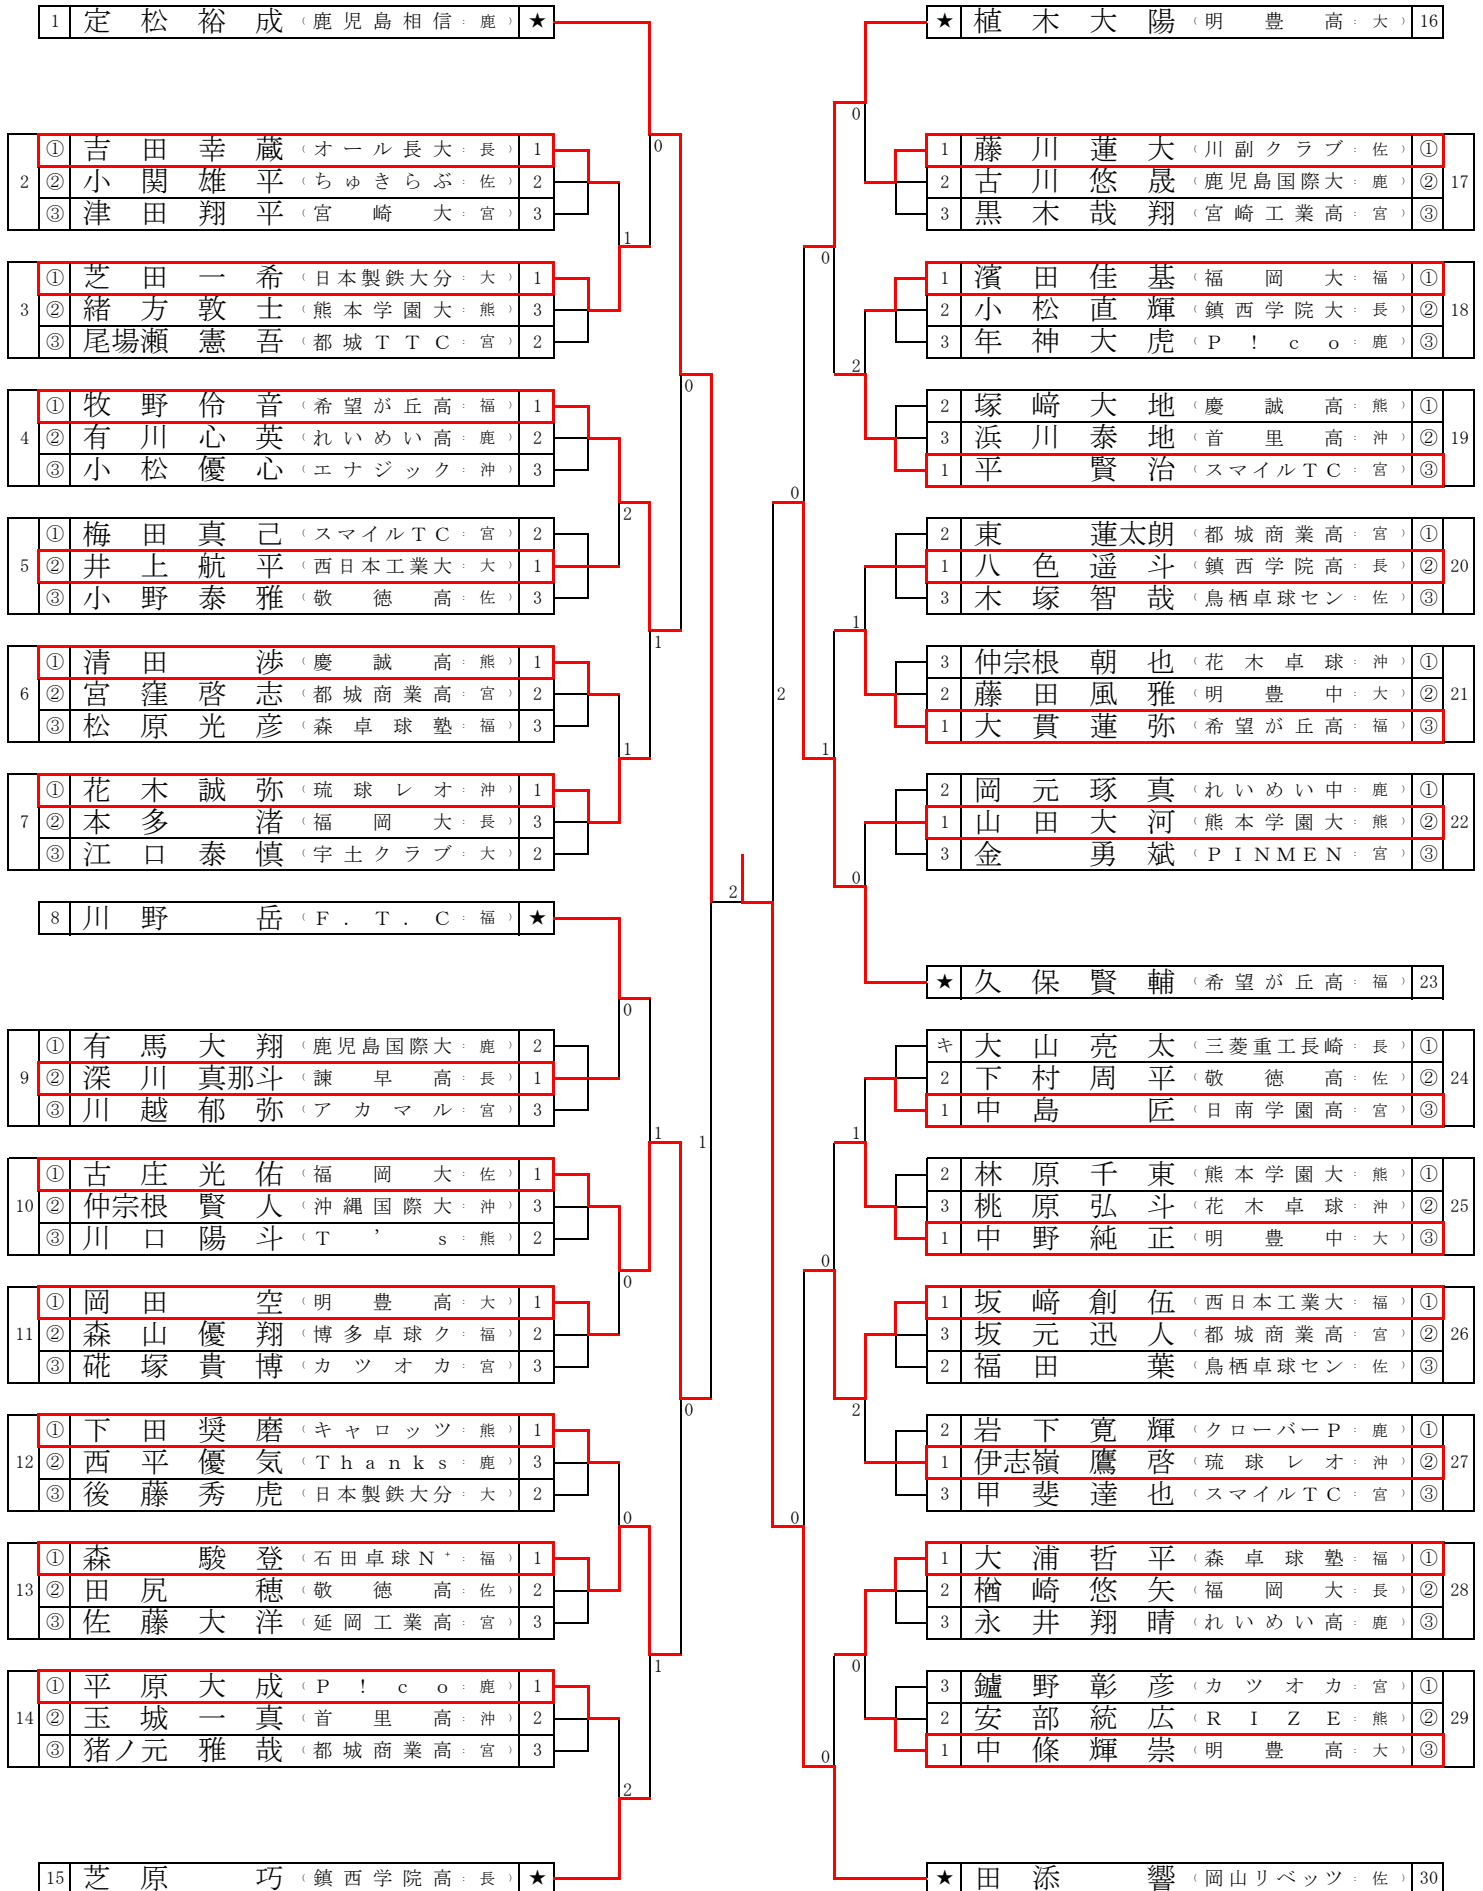 1 定松裕成 (鹿児島相信:鹿) ★
2
① 吉田幸蔵 (オール長大:長) 1
② 小関雄平 (ちゅきらぶ:佐) 2
③ 津田翔平 (宮崎大:宮) 3
3
① 芝田一希 (日本製鉄大分:大) 1
② 緒方敦士 (熊本学園大:熊) 3
③ 尾場瀬憲吾 (都城TTC:宮) 2
4
① 牧野伶音 (希望が丘高:福) 1
② 有川心英 (れいめい高:鹿) 2
③ 小松優心 (エナジック:沖) 3
5
① 梅田真己 (スマイルTC:宮) 2
② 井上航平 (西日本工業大:大) 1
③ 小野泰雅 (敬徳高:佐) 3
6
① 清田渉 (慶誠高:熊) 1
② 宮窪啓志 (都城商業高:宮) 2
③ 松原光彦 (森卓球塾:福) 3
7
① 花木誠弥 (琉球レオ:沖) 1
② 本多渚 (福岡大:長) 3
③ 江口泰慎 (宇土クラブ:大) 2
8 川野岳 (F.T.C:福) ★
9
① 有馬大翔 (鹿児島国際大:鹿) 2
② 深川真那斗 (諫早高:長) 1
③ 川越郁弥 (アカマル:宮) 3
10
① 古庄光佑 (福岡大:佐) 1
② 仲宗根賢人 (沖縄国際大:沖) 3
③ 川口陽斗 (T's:熊) 2
11
① 岡田空 (明豊高:大) 1
② 森山優翔 (博多卓球ク:福) 2
③ 硴塚貴博 (カツオカ:宮) 3
12
① 下田奨磨 (キャロッツ:熊) 1
② 西平優気 (Thanks:鹿) 3
③ 後藤秀虎 (日本製鉄大分:大) 2
13
① 森駿登 (石田卓球N⁺:福) 1
② 田尻穂 (敬徳高:佐) 2
③ 佐藤大洋 (延岡工業高:宮) 3
14
① 平原大成 (P!co:鹿) 1
② 玉城一真 (首里高:沖) 2
③ 猪ノ元雅哉 (都城商業高:宮) 3
15 芝原巧 (鎮西学院高:長) ★
0
1
0
2
1
1
0
1
0
0
1
2
1
0
2
2
0
0
2
0
1
1
0
1
0
2
0
0
0
★ 植木大陽 (明豊高:大) 16
1 藤川蓮大 (川副クラブ:佐) ①
2 古川悠晟 (鹿児島国際大:鹿) ②
3 黒木哉翔 (宮崎工業高:宮) ③
17
1 濱田佳基 (福岡大:福) ①
2 小松直輝 (鎮西学院大:長) ②
3 年神大虎 (P!co:鹿) ③
18
2 塚﨑大地 (慶誠高:熊) ①
3 浜川泰地 (首里高:沖) ②
1 平賢治 (スマイルTC:宮) ③
19
2 東蓮太朗 (都城商業高:宮) ①
1 八色遥斗 (鎮西学院高:長) ②
3 木塚智哉 (鳥栖卓球セン:佐) ③
20
3 仲宗根朝也 (花木卓球:沖) ①
2 藤田風雅 (明豊中:大) ②
1 大貫蓮弥 (希望が丘高:福) ③
21
2 岡元琢真 (れいめい中:鹿) ①
1 山田大河 (熊本学園大:熊) ②
3 金勇斌 (PINMEN:宮) ③
22
★ 久保賢輔 (希望が丘高:福) 23
キ 大山亮太 (三菱重工長崎:長) ①
2 下村周平 (敬徳高:佐) ②
1 中島匠 (日南学園高:宮) ③
24
2 林原千東 (熊本学園大:熊) ①
3 桃原弘斗 (花木卓球:沖) ②
1 中野純正 (明豊中:大) ③
25
1 坂﨑創伍 (西日本工業大:福) ①
3 坂元迅人 (都城商業高:宮) ②
2 福田葉 (鳥栖卓球セン:佐) ③
26
2 岩下寛輝 (クローバーP:鹿) ①
1 伊志嶺鷹啓 (琉球レオ:沖) ②
3 甲斐達也 (スマイルTC:宮) ③
27
1 大浦哲平 (森卓球塾:福) ①
2 楢崎悠矢 (福岡大:長) ②
3 永井翔晴 (れいめい高:鹿) ③
28
3 鑪野彰彦 (カツオカ:宮) ①
2 安部統広 (RIZE:熊) ②
1 中條輝崇 (明豊高:大) ③
29
★ 田添響 (岡山リベッツ:佐) 30